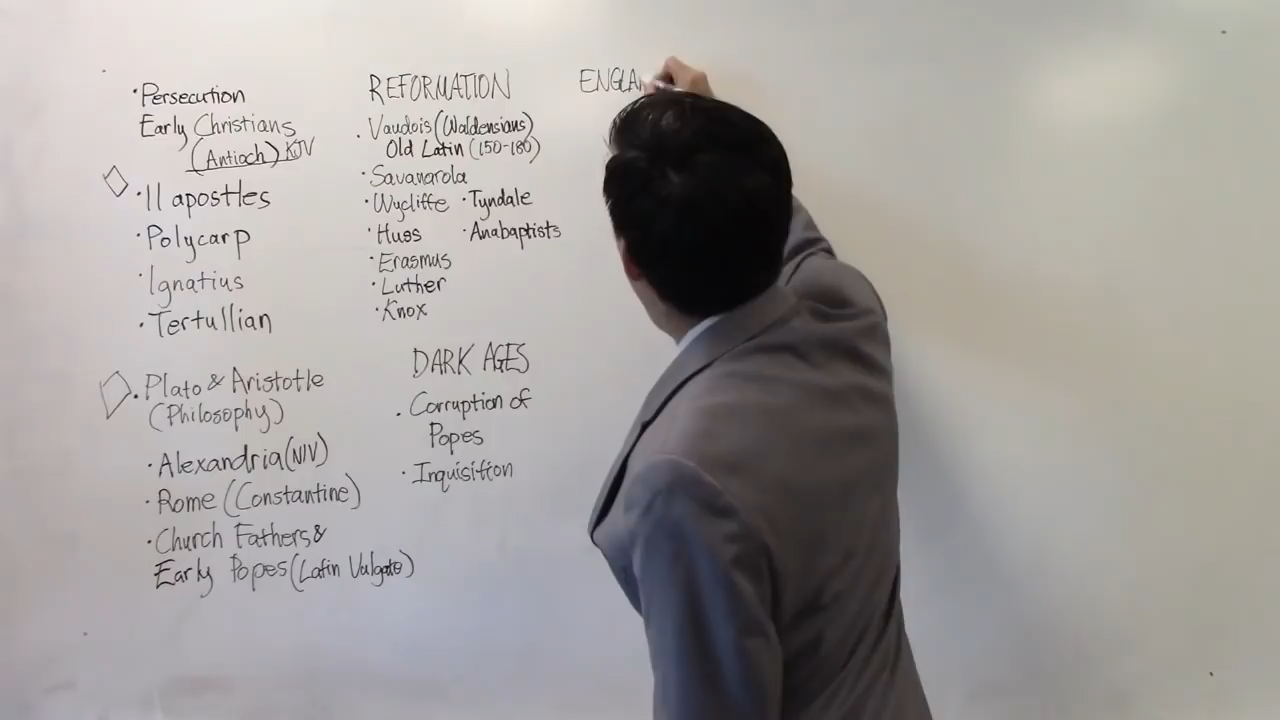 ·Persecution
Early Christians
(Antioch) KJV
·11 apostles
·Polycarp
·Ignatius
·Tertullian
·Plato & Aristotle
(Philosophy)
·Alexandria (NIV)
·Rome (Constantine)
·Church Fathers &
Early Popes (Latin Vulgate)
REFORMATION
·Vaudois (Waldensians)
Old Latin (150-180)
·Savanarola
·Wycliffe ·Tyndale
·Huss ·Anabaptists
·Erasmus
·Luther
·Knox
DARK AGES
·Corruption of
Popes
·Inquisition
ENGLA